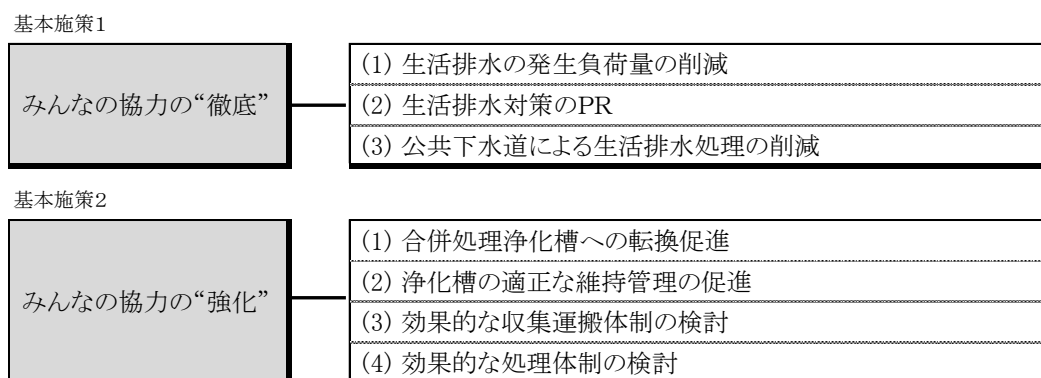 基本施策1
みんなの協力の“徹底”
(1) 生活排水の発生負荷量の削減
(2) 生活排水対策のPR
(3) 公共下水道による生活排水処理の削減
基本施策2
みんなの協力の“強化”
(1) 合併処理浄化槽への転換促進
(2) 浄化槽の適正な維持管理の促進
(3) 効果的な収集運搬体制の検討
(4) 効果的な処理体制の検討